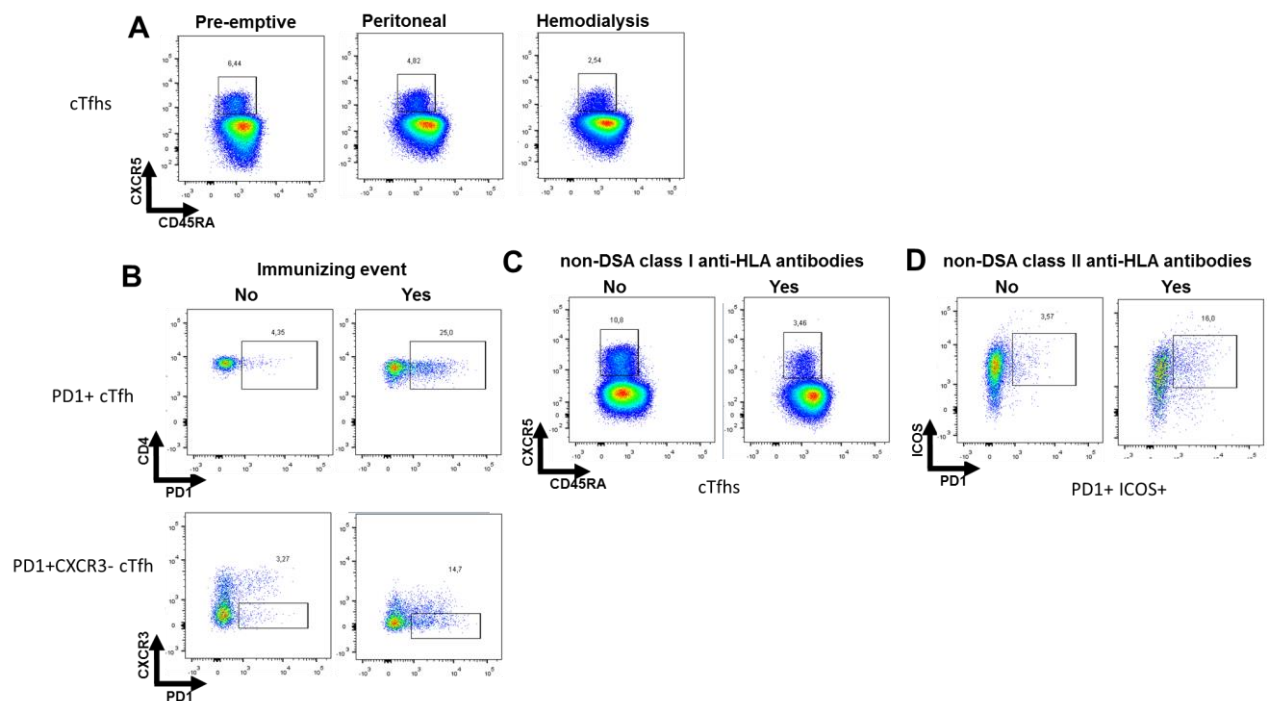 A
Pre-emptive Peritoneal Hemodialysis
cTfhs
6,44 4,82 2,54
CXCR5
CD45RA
B
Immunizing event
No Yes
PD1+ cTfh
4,35 25,0
CD4
PD1
PD1+CXCR3- cTfh
3,27 14,7
CXCR3
PD1
C
non-DSA class I anti-HLA antibodies
No Yes
3,46
CXCR5
CD45RA
cTfhs
D
non-DSA class II anti-HLA antibodies
No Yes
3,57 16,0
ICOS
PD1
PD1+ ICOS+